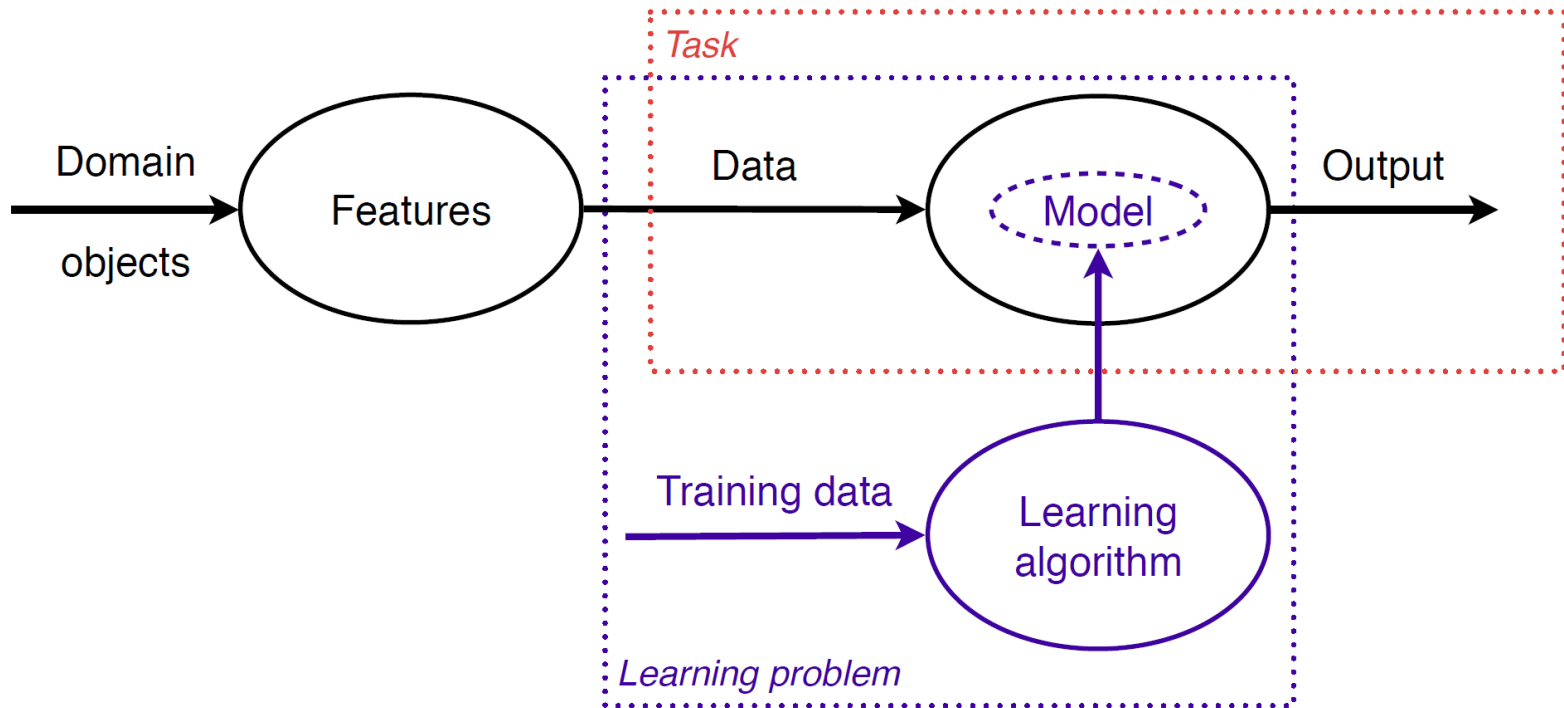 Task
Domain
objects
Features
Data
Model
Output
Training data
Learning
algorithm
Learning problem